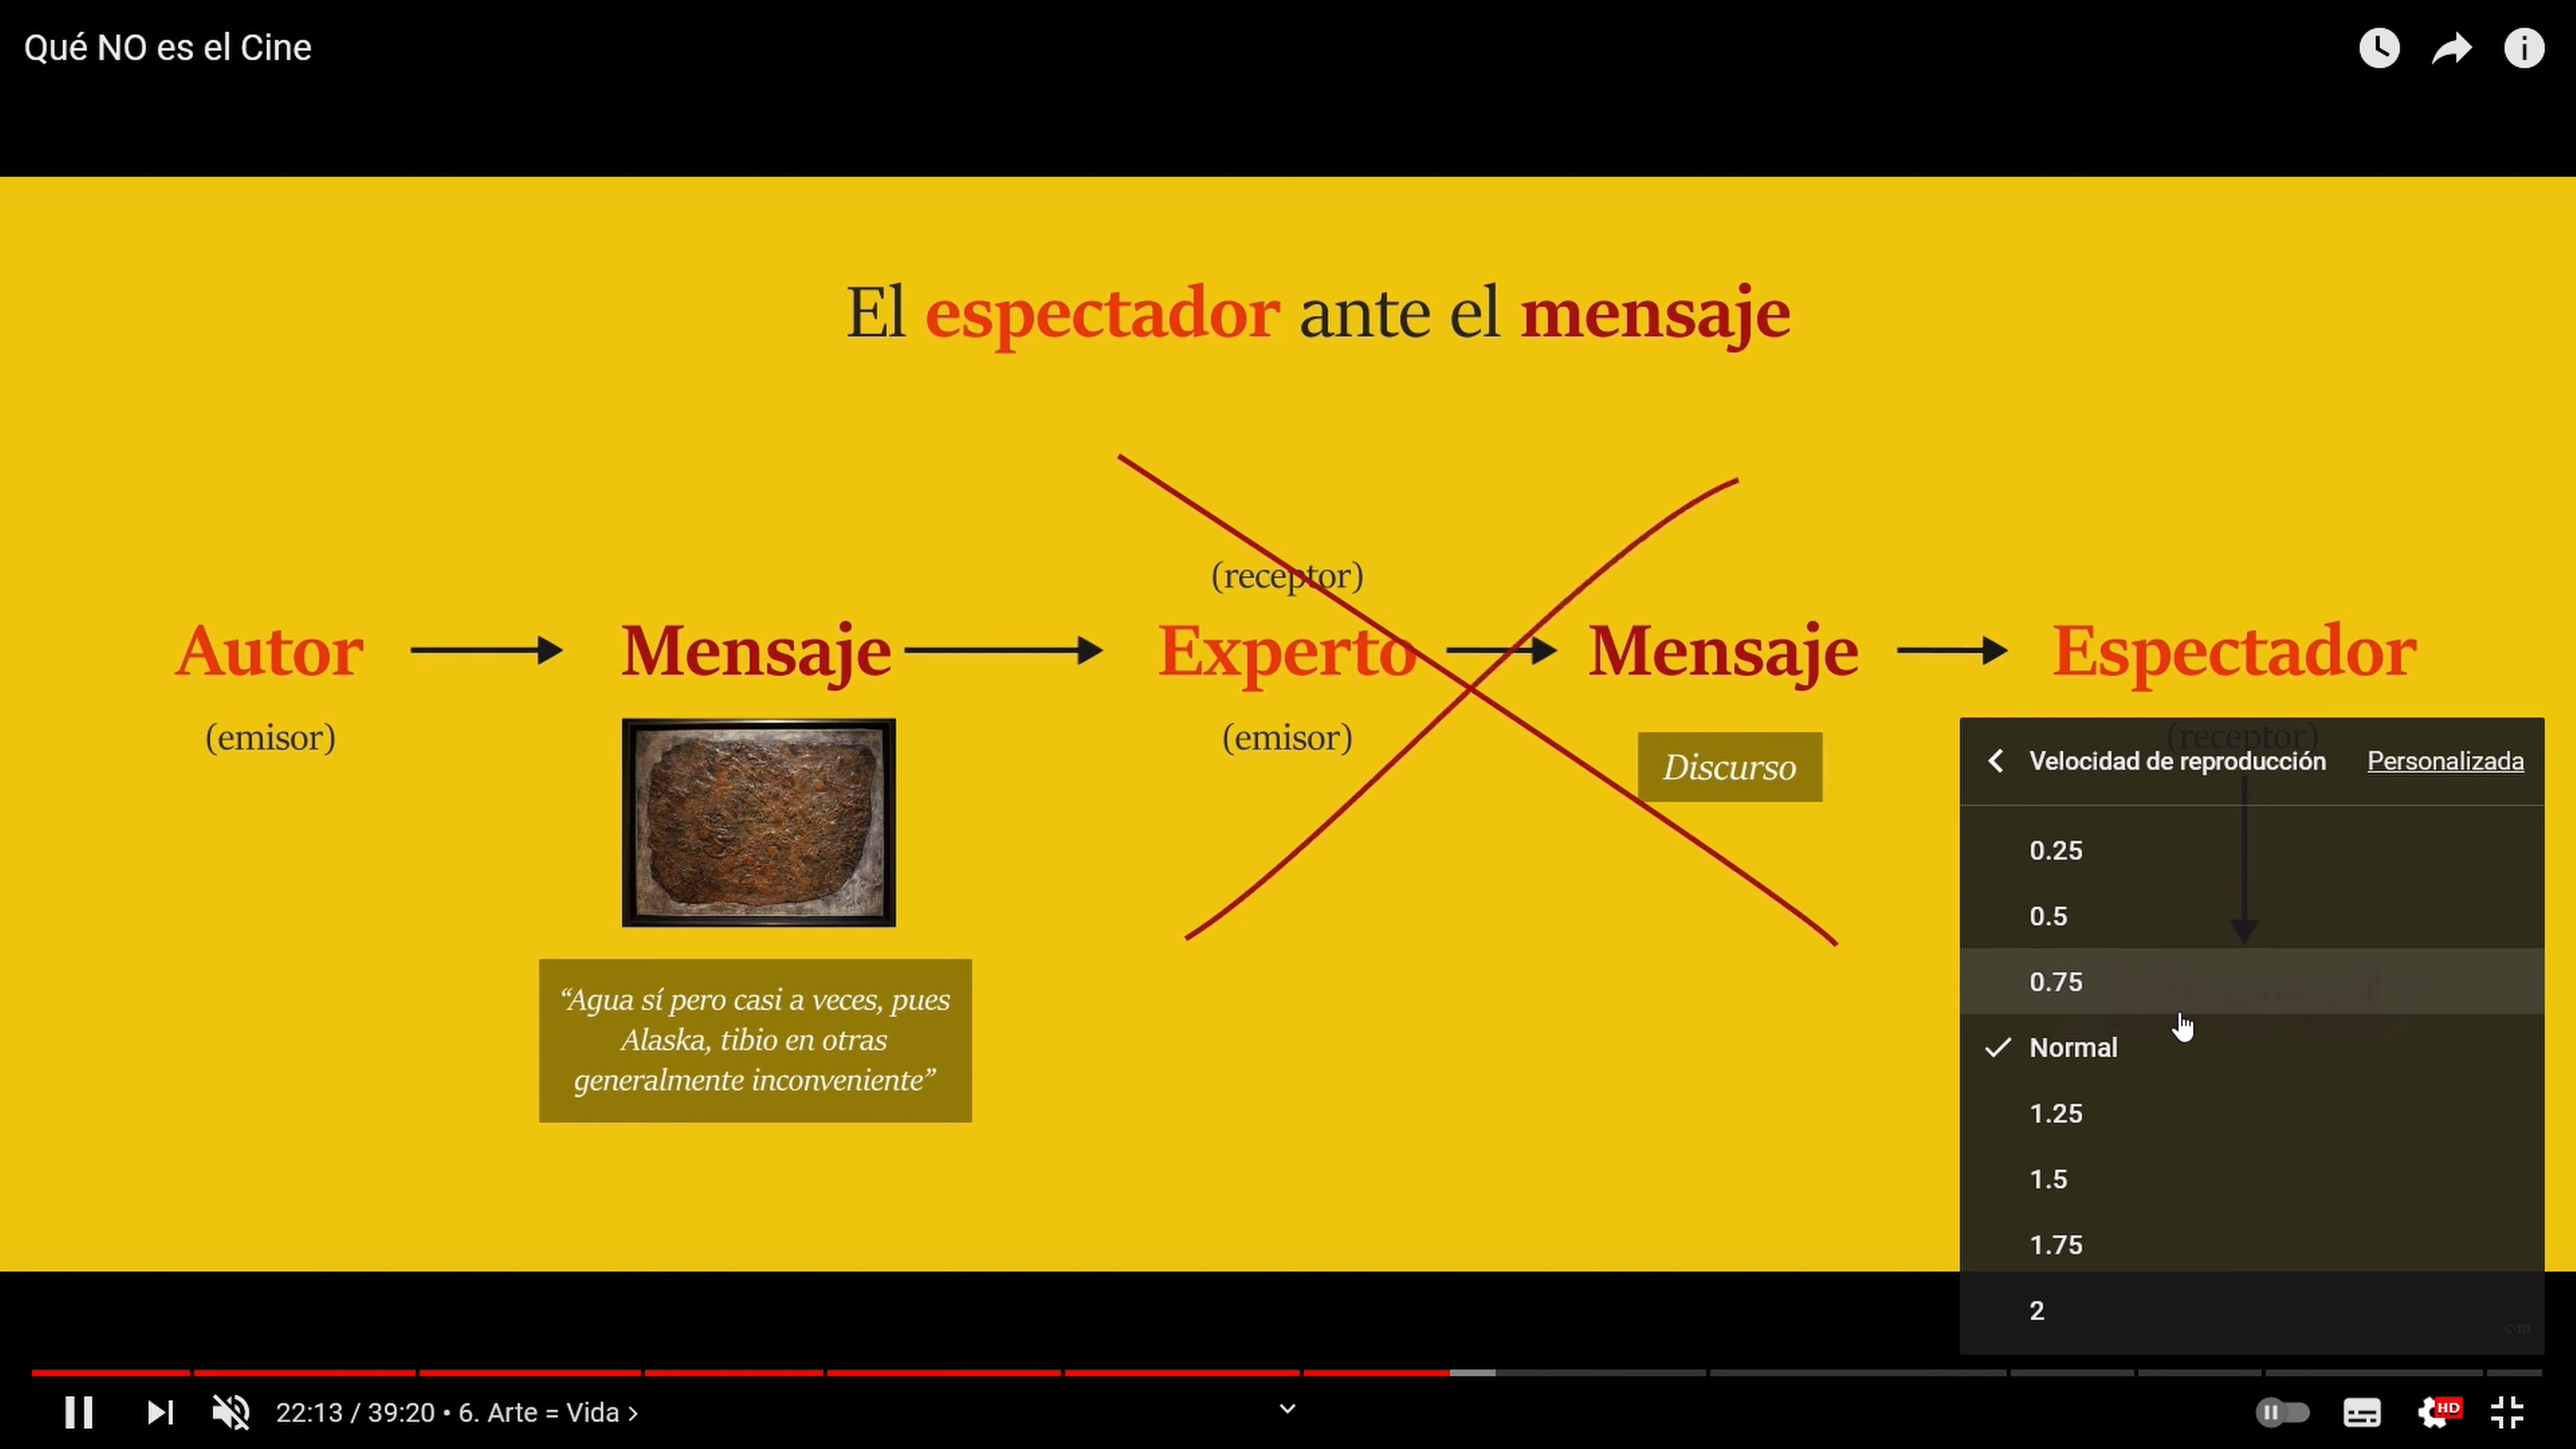 Qué NO es el Cine
El espectador ante el mensaje
(receptor)
Autor
Mensaje
Experto
Mensaje
Espectador
(emisor)
(emisor)
(receptor)
Discurso
“Agua sí pero casi a veces, pues
Alaska, tibio en otras
generalmente inconveniente”
Velocidad de reproducción
Personalizada
0.25
0.5
0.75
Normal
1.25
1.5
1.75
2
c·m
22:13 / 39:20 • 6. Arte = Vida
HD